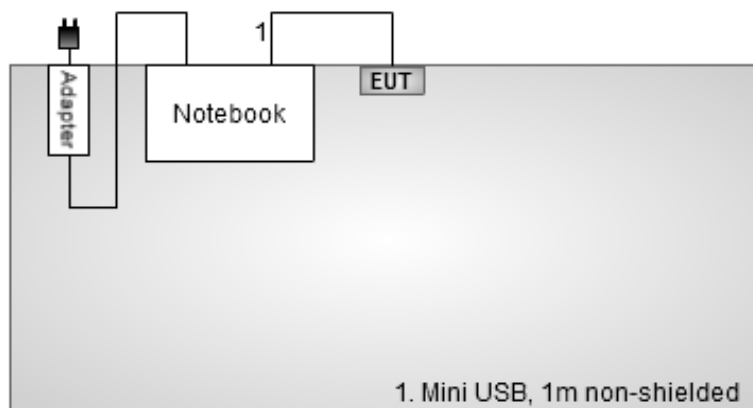 1
Adapter
Notebook
EUT
1. Mini USB, 1m non-shielded